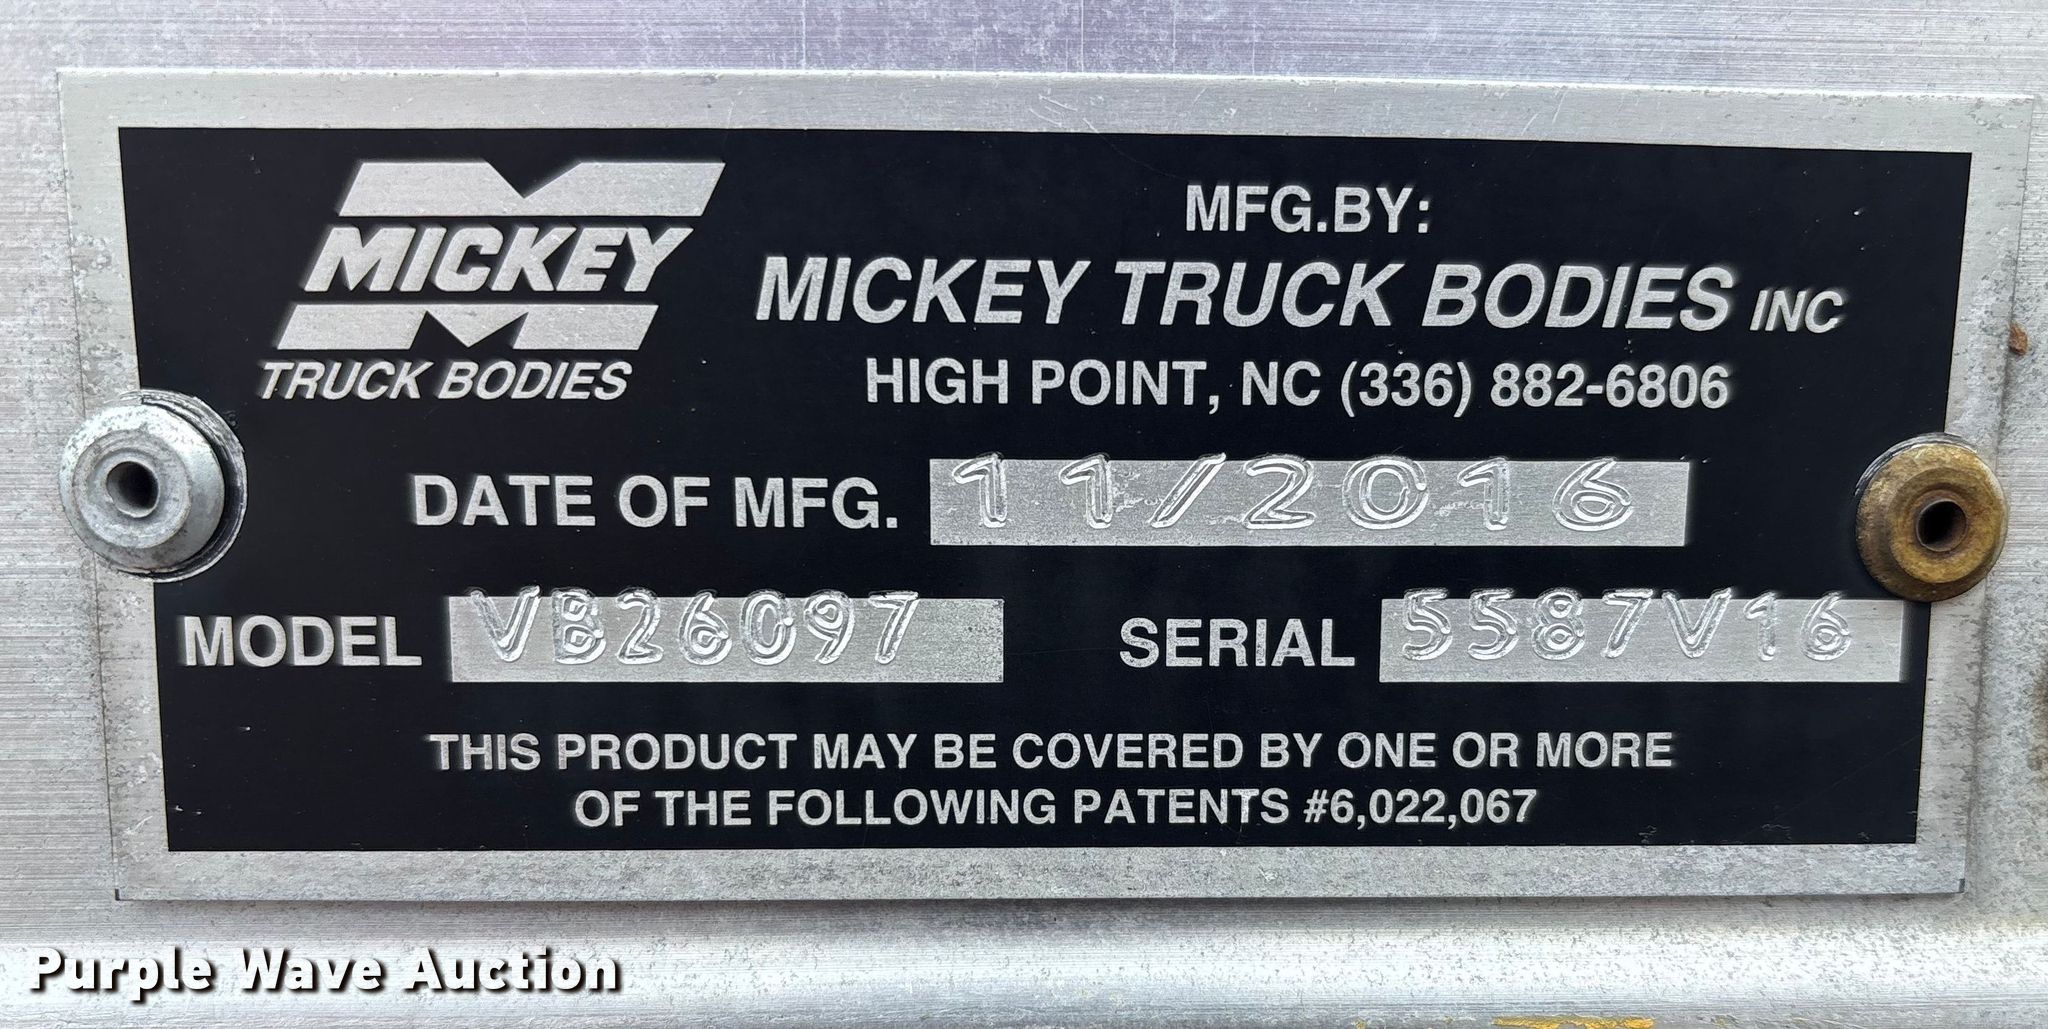 MICKEY
TRUCK BODIES
MFG.BY:
MICKEY TRUCK BODIES INC
HIGH POINT, NC (336) 882-6806
DATE OF MFG. 11/2016
MODEL VB26097 SERIAL 5587V16
THIS PRODUCT MAY BE COVERED BY ONE OR MORE
OF THE FOLLOWING PATENTS #6,022,067
Purple Wave Auction